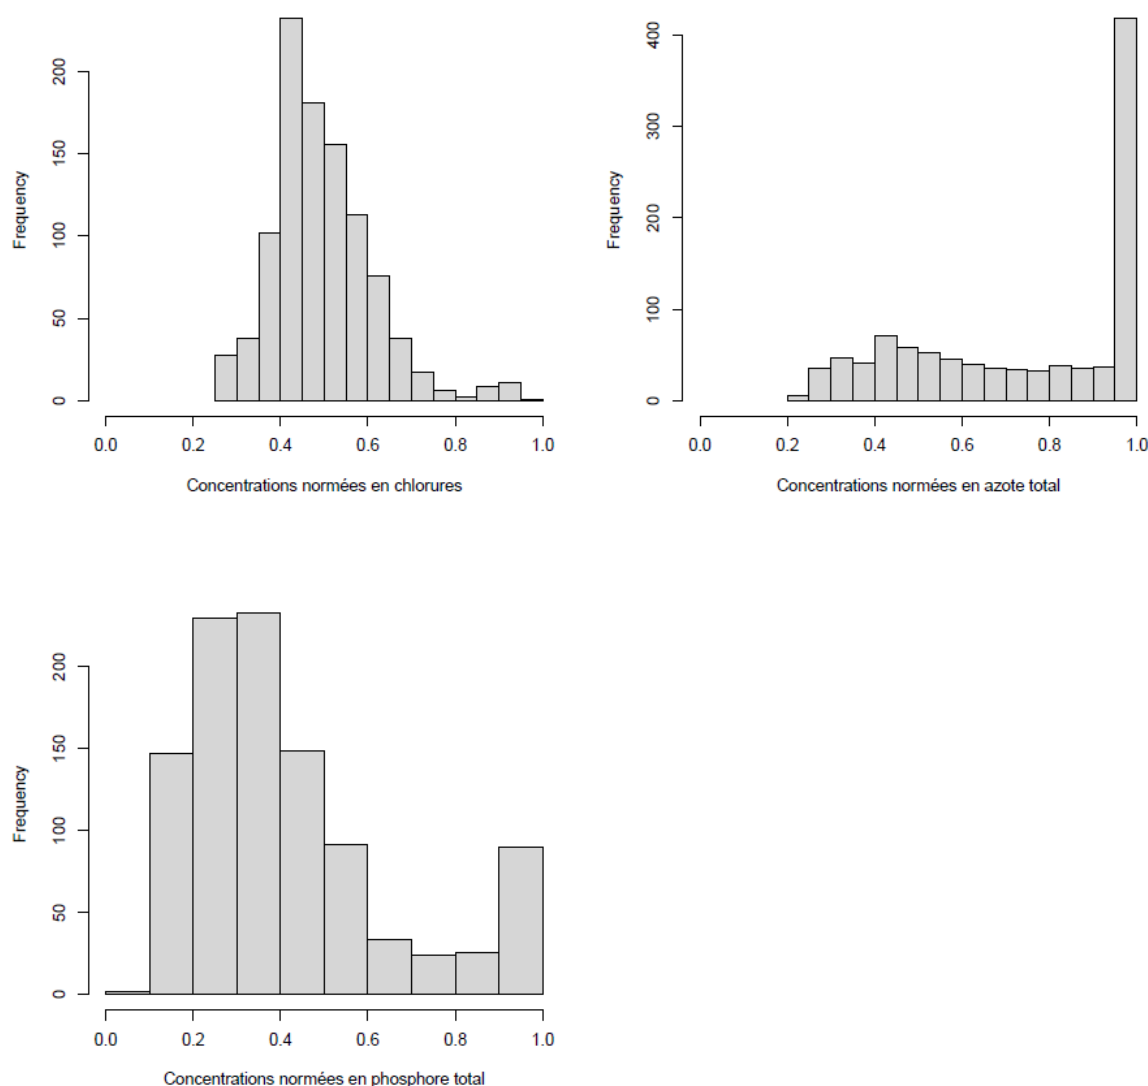 Frequency
0 50 100 150 200
0.0 0.2 0.4 0.6 0.8 1.0
Concentrations normées en chlorures
Frequency
0 100 200 300 400
0.0 0.2 0.4 0.6 0.8 1.0
Concentrations normées en azote total
Frequency
0 50 100 150 200
0.0 0.2 0.4 0.6 0.8 1.0
Concentrations normées en phosphore total